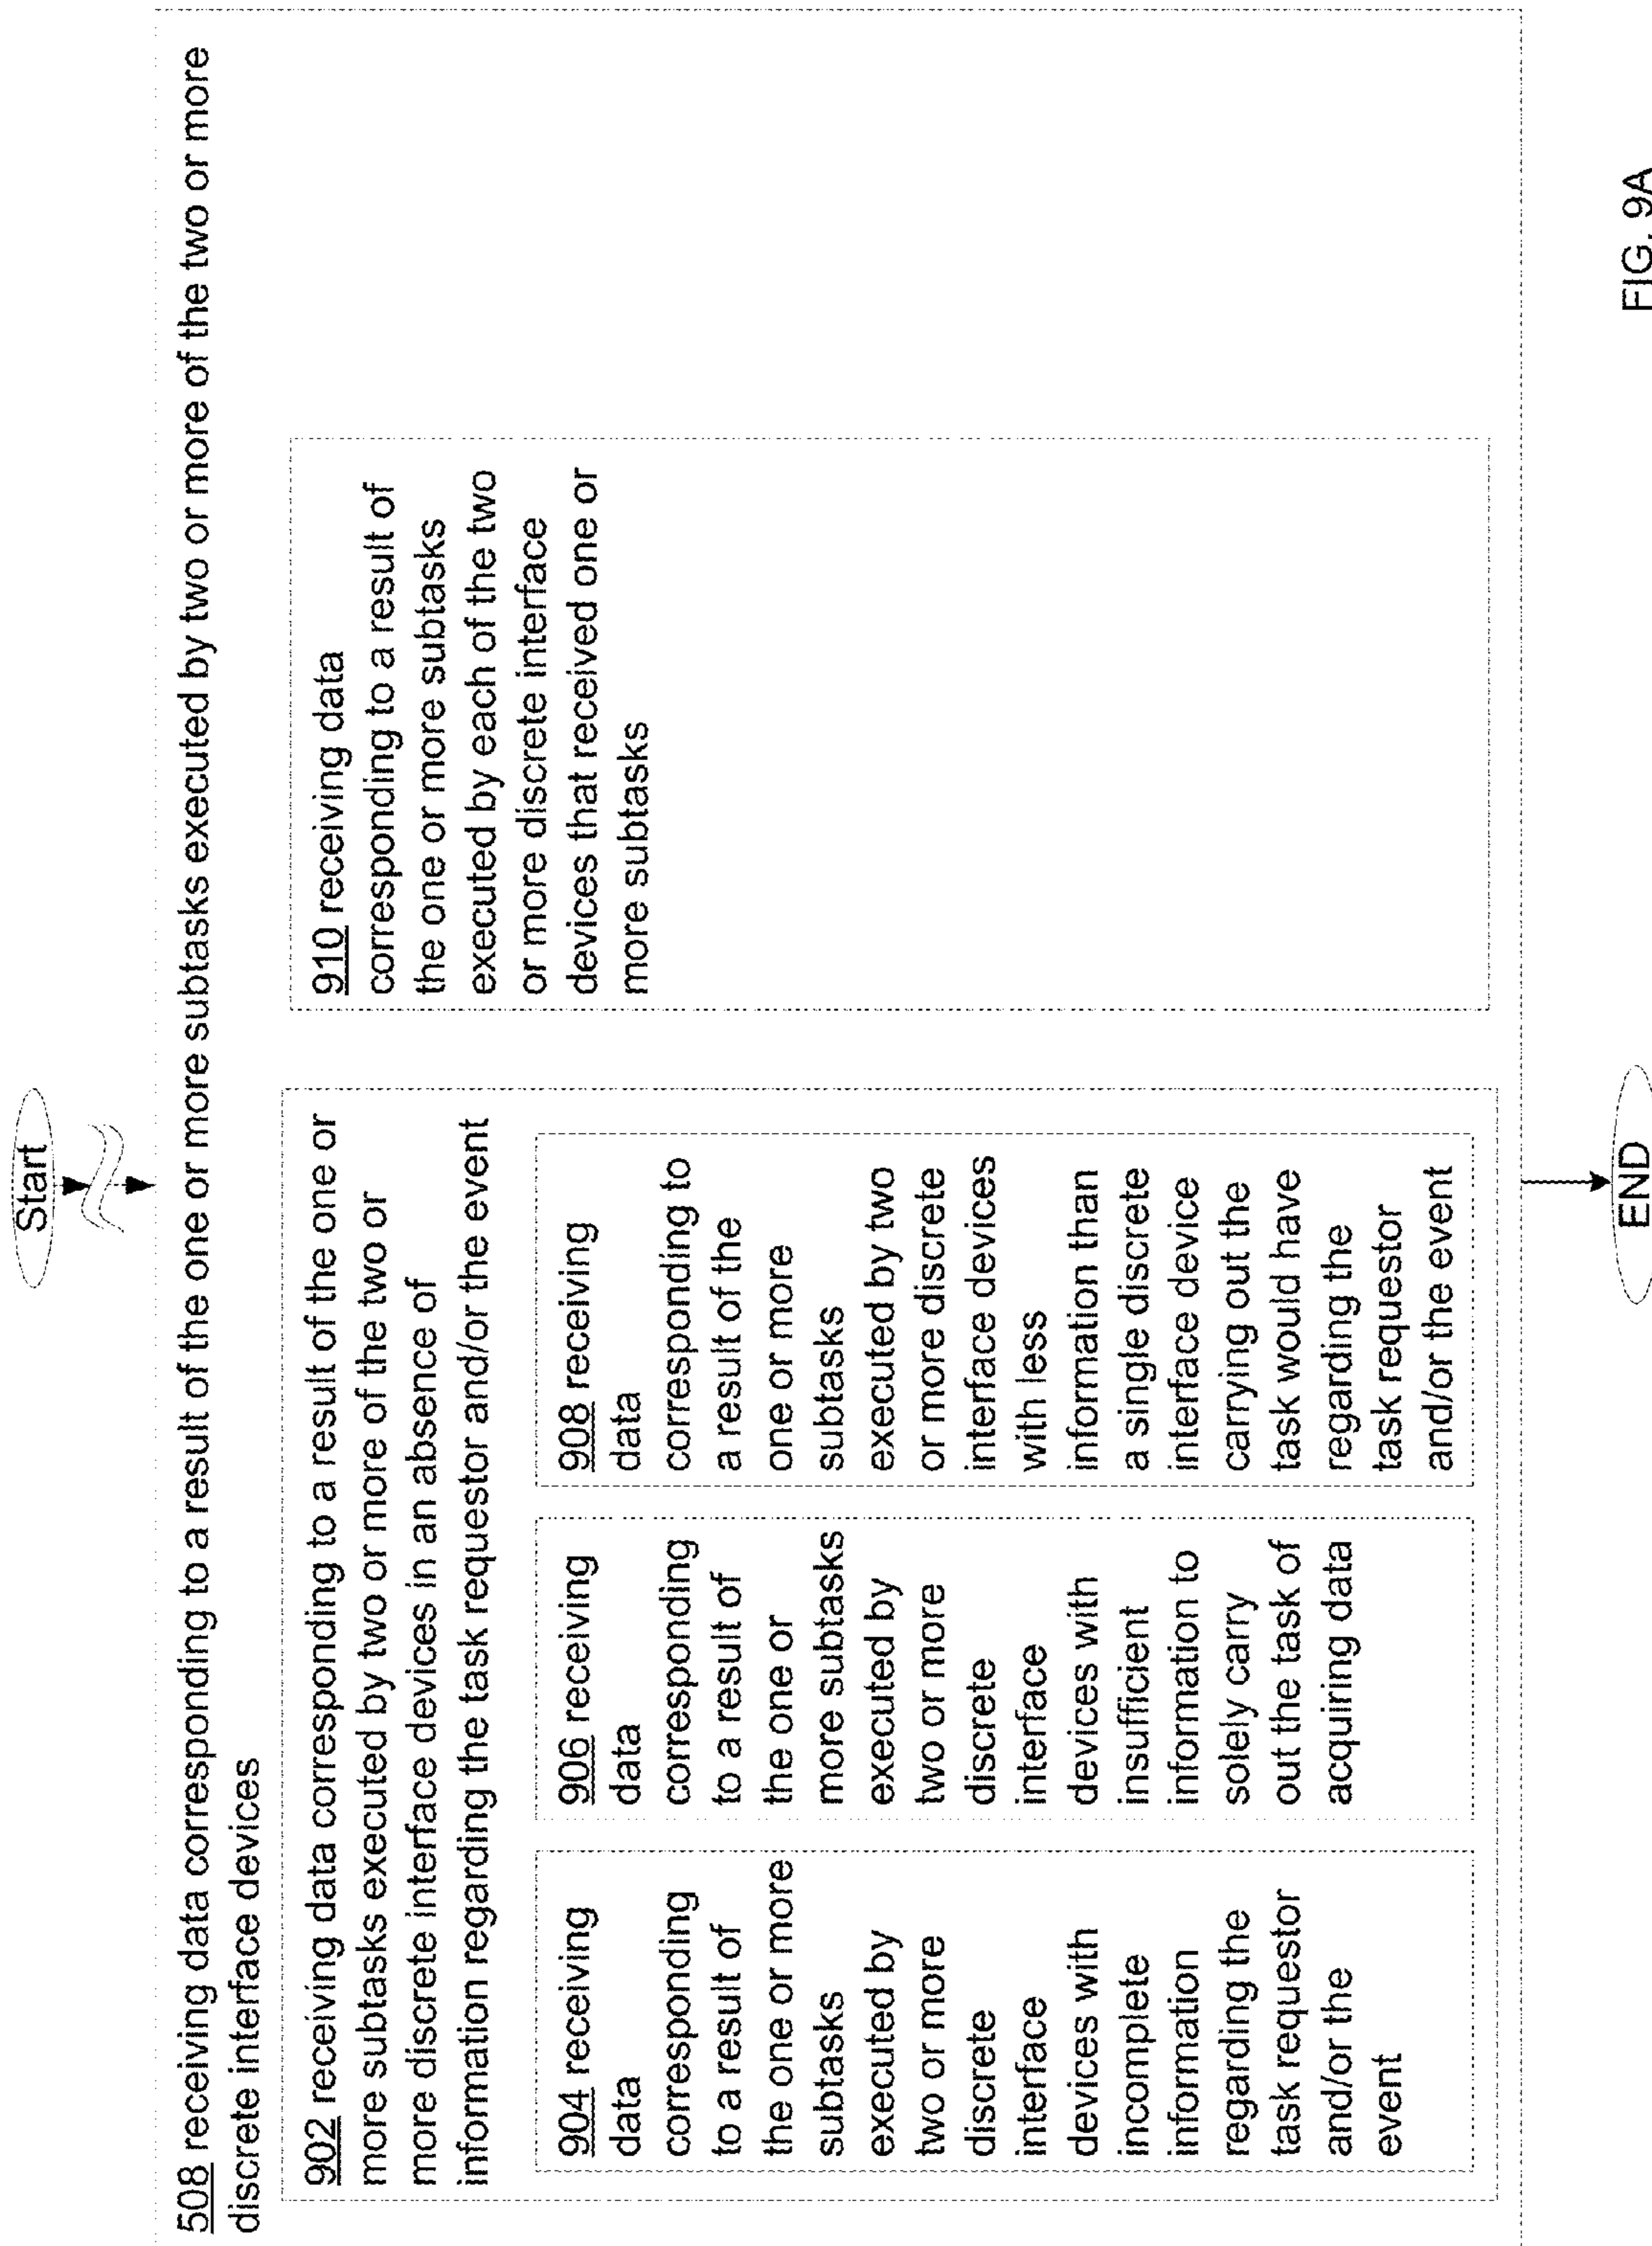 Start
508 receiving data corresponding to a result of the one or more subtasks executed by two or more of the two or more
discrete interface devices
902 receiving data corresponding to a result of the one or
more subtasks executed by two or more of the two or
more discrete interface devices in an absence of
information regarding the task requestor and/or the event
904 receiving
data
corresponding
to a result of
the one or more
subtasks
executed by
two or more
discrete
interface
devices with
incomplete
information
regarding the
task requestor
and/or the
event
906 receiving
data
corresponding
to a result of
the one or
more subtasks
executed by
two or more
discrete
interface
devices with
insufficient
information to
solely carry
out the task of
acquiring data
908 receiving
data
corresponding to
a result of the
one or more
subtasks
executed by two
or more discrete
interface devices
with less
information than
a single discrete
interface device
carrying out the
task would have
regarding the
task requestor
and/or the event
910 receiving data
corresponding to a result of
the one or more subtasks
executed by each of the two
or more discrete interface
devices that received one or
more subtasks
END
FIG. 9A